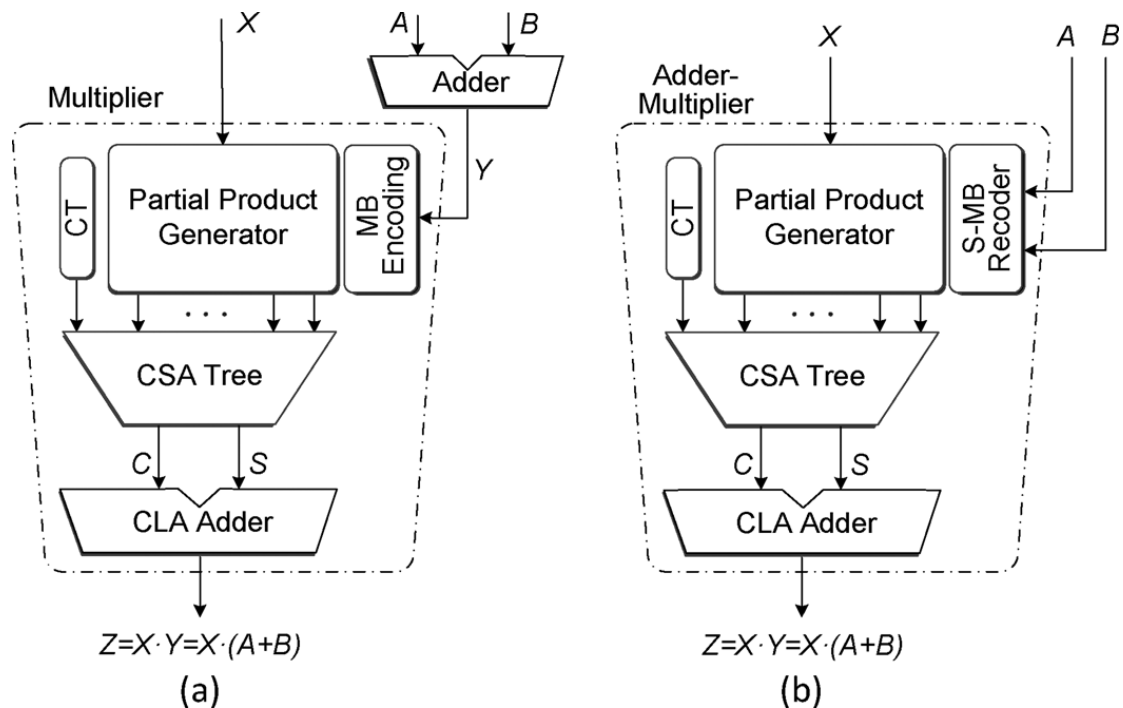 X
A
B
Adder
Multiplier
Y
CT
Partial Product
Generator
MB
Encoding
. . .
CSA Tree
C
S
CLA Adder
Z=X·Y=X·(A+B)
(a)
X
A
B
Adder-
Multiplier
CT
Partial Product
Generator
S-MB
Recoder
. . .
CSA Tree
C
S
CLA Adder
Z=X·Y=X·(A+B)
(b)